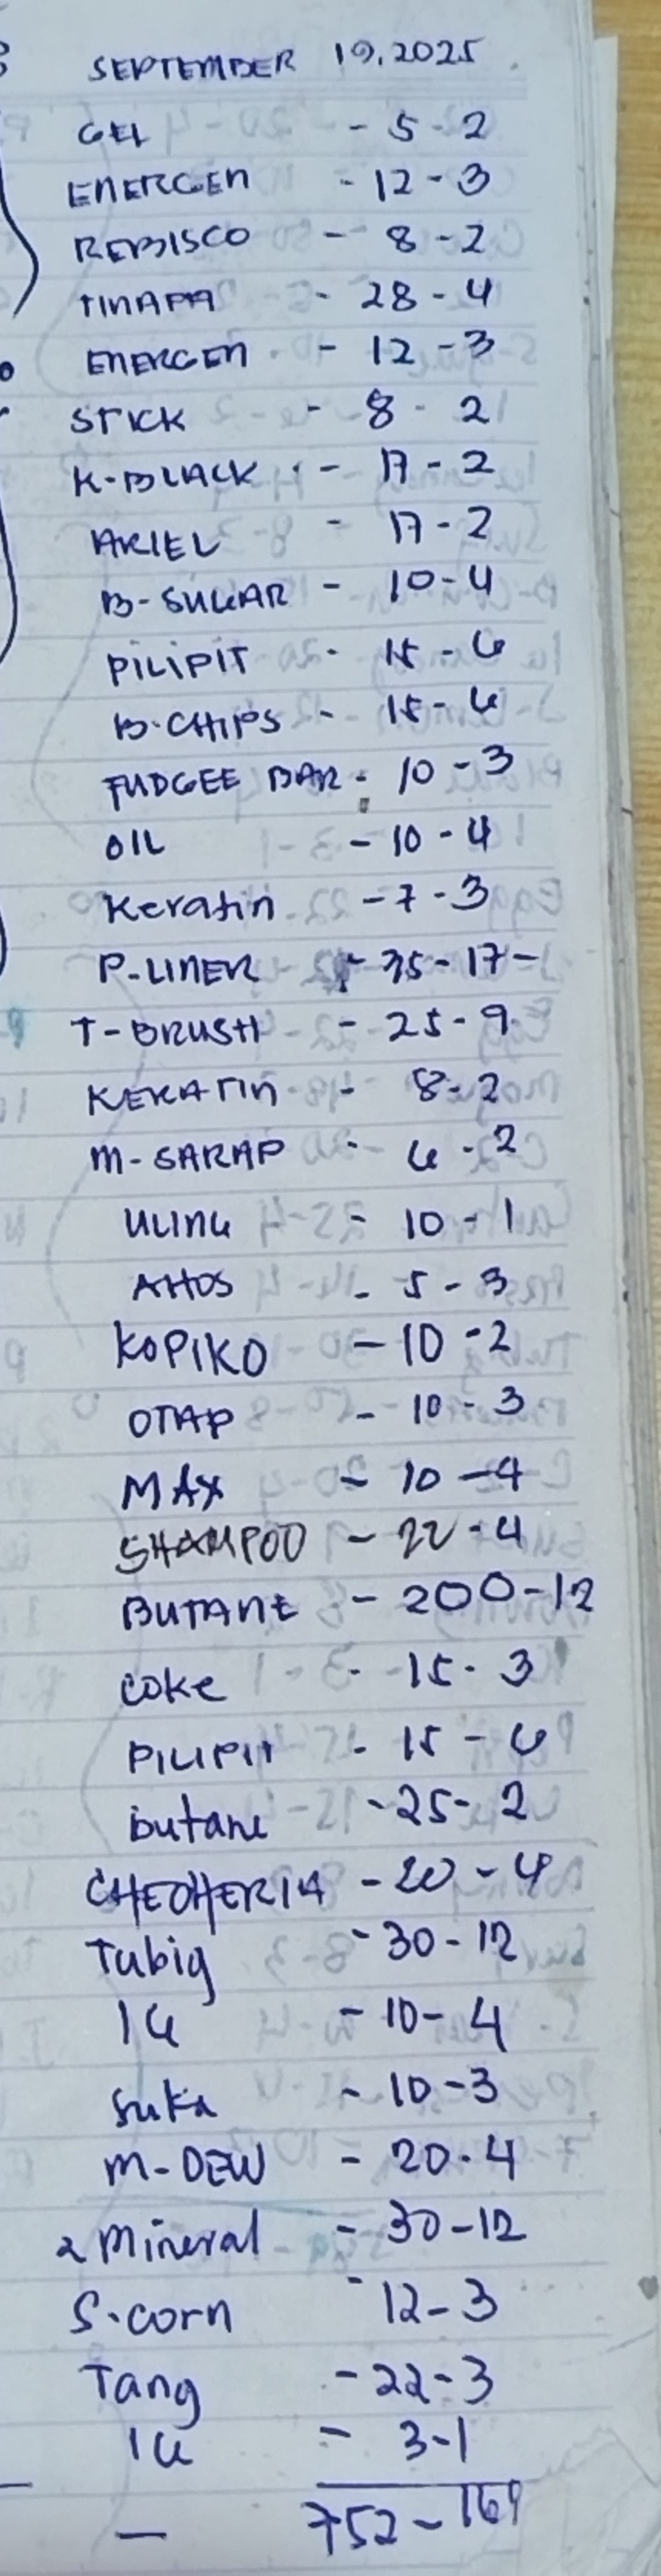 SEPTEMBER 19, 2025
GEL - 5 - 2
ENERGEN - 12 - 3
REBISCO - 8 - 2
TINAPA - 28 - 4
ENERGEN - 12 - 3
STICK - 8 - 2
K-BLACK - 17 - 2
ARIEL - 17 - 2
B-SUGAR - 10 - 4
PILIPIT - 15 - 6
B-CHIPS - 15 - 6
FUDGEE BAR - 10 - 3
OIL - 10 - 4
Keratin - 7 - 3
P-LINER - 35 - 17 -
T-BRUSH - 25 - 9
KERATIN - 8 - 2
M-SARAP - 6 - 2
ULING - 10 - 1
AHOS - 5 - 3
KOPIKO - 10 - 2
OTAP - 10 - 3
MAX - 10 - 4
SHAMPOO - 22 - 4
BUTANE - 200 - 12
COKE - 15 - 3
PILIPIT - 15 - 6
butane - 25 - 2
CHECHERIA - 20 - 4
Tubig - 30 - 12
- 10 - 4
Suka - 10 - 3
M-DEW - 20 - 4
2 Mineral - 30 - 12
S-corn - 12 - 3
Tang - 22 - 3
- 3 - 1
752 -